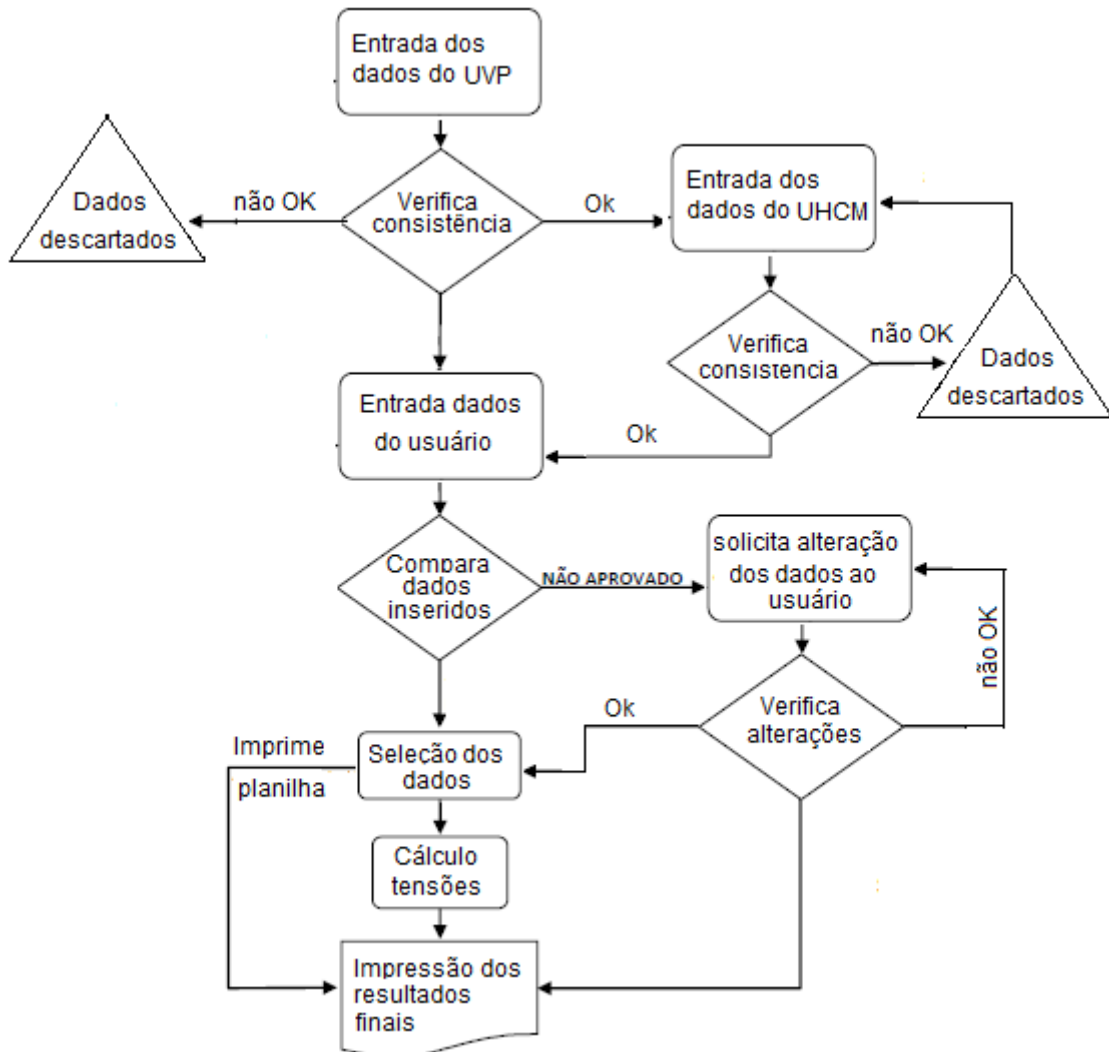 Entrada dos
dados do UVP
Dados
descartados
não OK
Verifica
consistência
Ok
Entrada dos
dados do UHCM
Verifica
consistencia
não OK
Dados
descartados
Entrada dados
do usuário
Ok
Compara
dados
inseridos
NÃO APROVADO
solicita alteração
dos dados ao
usuário
não OK
Verifica
alterações
Ok
Seleção dos
dados
Imprime
planilha
Cálculo
tensões
Impressão dos
resultados
finais